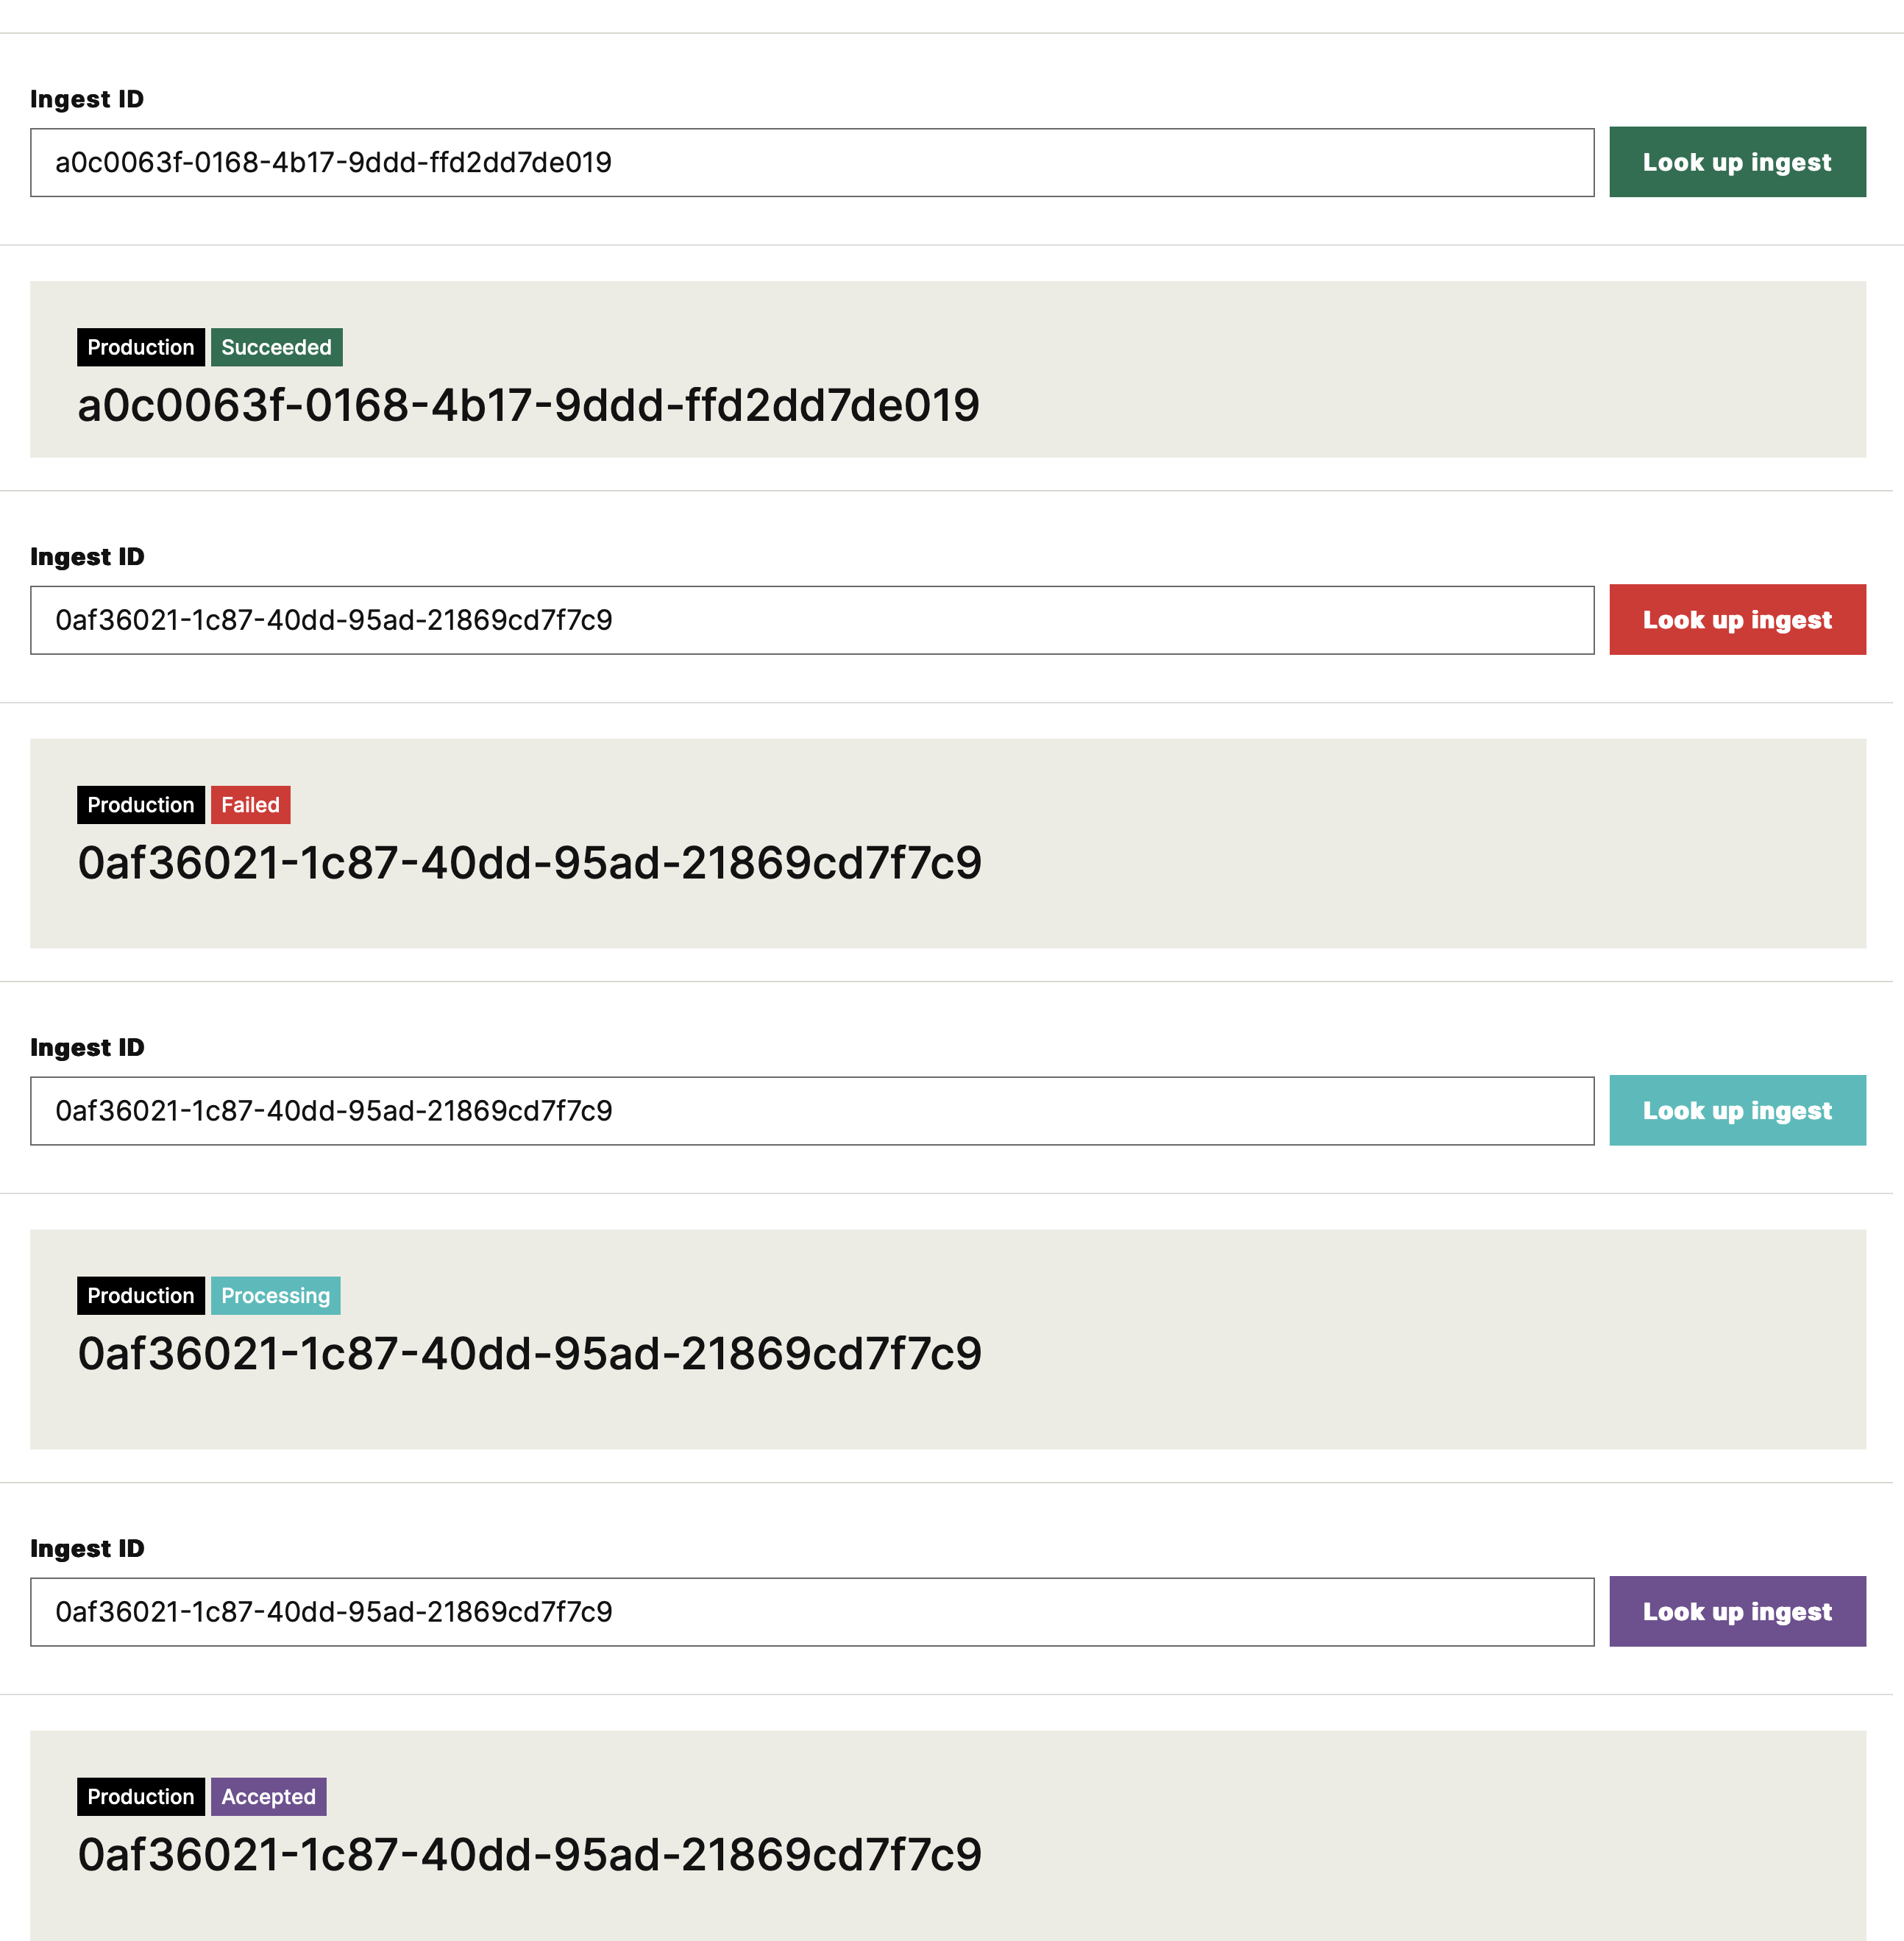 Ingest ID
a0c0063f-0168-4b17-9ddd-ffd2dd7de019 Look up ingest
Production Succeeded
a0c0063f-0168-4b17-9ddd-ffd2dd7de019
Ingest ID
0af36021-1c87-40dd-95ad-21869cd7f7c9 Look up ingest
Production Failed
0af36021-1c87-40dd-95ad-21869cd7f7c9
Ingest ID
0af36021-1c87-40dd-95ad-21869cd7f7c9 Look up ingest
Production Processing
0af36021-1c87-40dd-95ad-21869cd7f7c9
Ingest ID
0af36021-1c87-40dd-95ad-21869cd7f7c9 Look up ingest
Production Accepted
0af36021-1c87-40dd-95ad-21869cd7f7c9